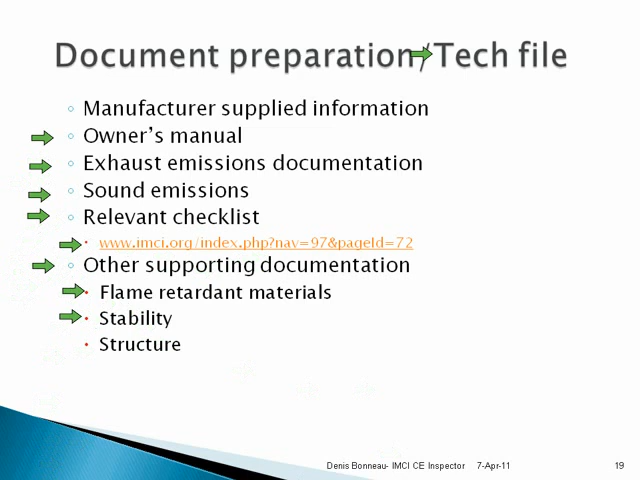 Document preparation/Tech file
Manufacturer supplied information
Owner's manual
Exhaust emissions documentation
Sound emissions
Relevant checklist
www.imci.org/index.php?nav=97&pageId=72
Other supporting documentation
Flame retardant materials
Stability
Structure
Denis Bonneau- IMCI CE Inspector 7-Apr-11 19